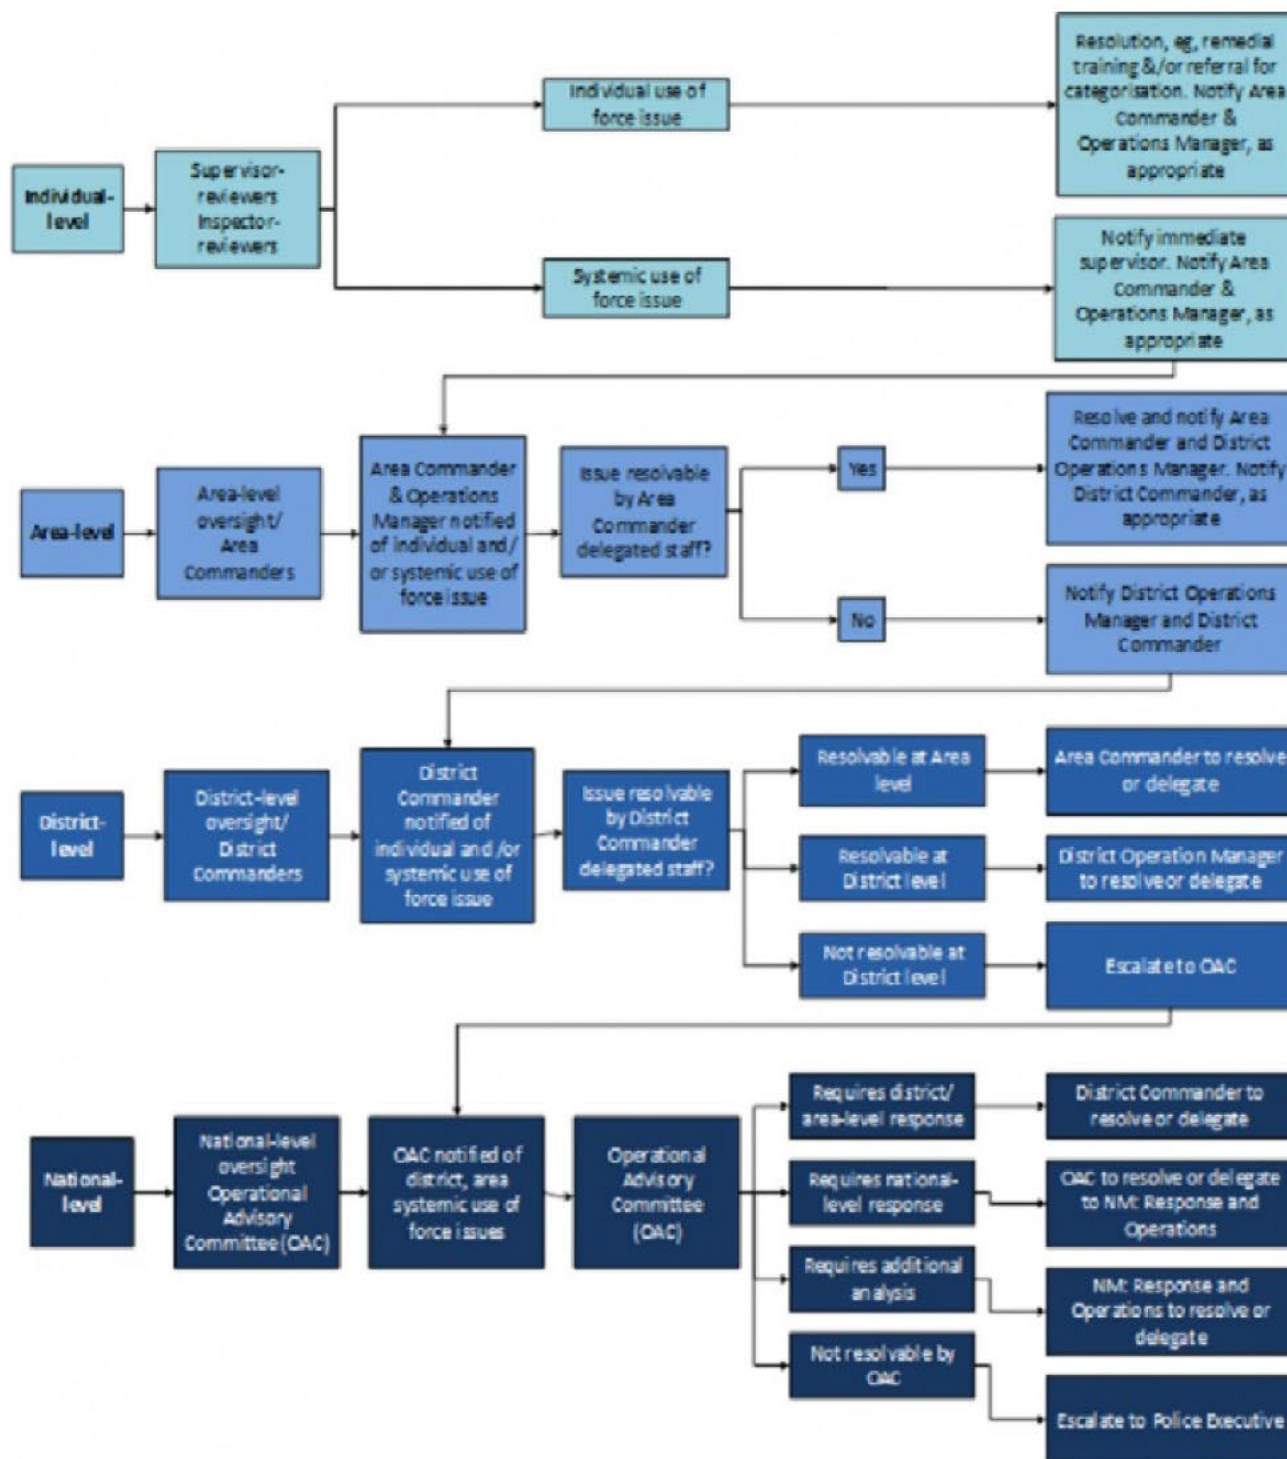 Individual-
level
Supervisor-
reviewers
Inspector-
reviewers
Individual use of
force issue
Resolution, eg, remedial
training &/or referral for
categorisation. Notify Area
Commander &
Operations Manager, as
appropriate
Systemic use of
force issue
Notify immediate
supervisor. Notify Area
Commander &
Operations Manager, as
appropriate
Area-level
Area-level
oversight/
Area
Commanders
Area Commander
& Operations
Manager notified
of individual and/
or systemic use of
force issue
Issue resolvable
by Area
Commander
delegated staff?
Yes
Resolve and notify Area
Commander and District
Operations Manager. Notify
District Commander, as
appropriate
No
Notify District Operations
Manager and District
Commander
District-
level
District-level
oversight/
District
Commanders
District
Commander
notified of
individual and /or
systemic use of
force issue
Issue resolvable
by District
Commander
delegated staff?
Resolvable at Area
level
Area Commander to resolve
or delegate
Resolvable at
District level
District Operation Manager
to resolve or delegate
Not resolvable at
District level
Escalate to OAC
National-
level
National-level
oversight
Operational
Advisory
Committee (OAC)
OAC notified of
district, area
systemic use of
force issues
Operational
Advisory
Committee
(OAC)
Requires district/
area-level response
District Commander to
resolve or delegate
Requires national-
level response
OAC to resolve or delegate
to NM: Response and
Operations
Requires additional
analysis
NM: Response and
Operations to resolve or
delegate
Not resolvable by
OAC
Escalate to Police Executive